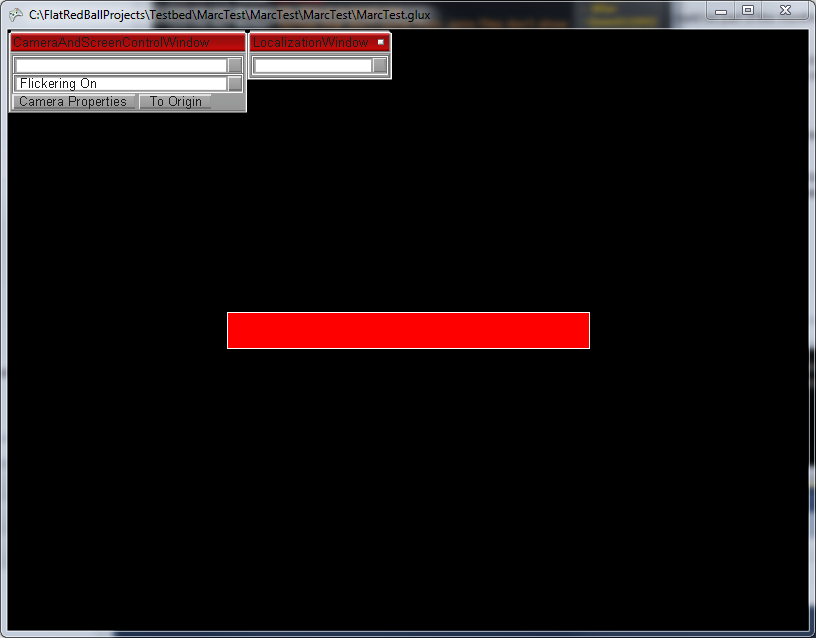 C:\FlatRedBallProjects\Testbed\MarcTest\MarcTest\MarcTest\MarcTest.glux
CameraAndScreenControlWindow
LocalizationWindow
Flickering On
Camera Properties
To Origin